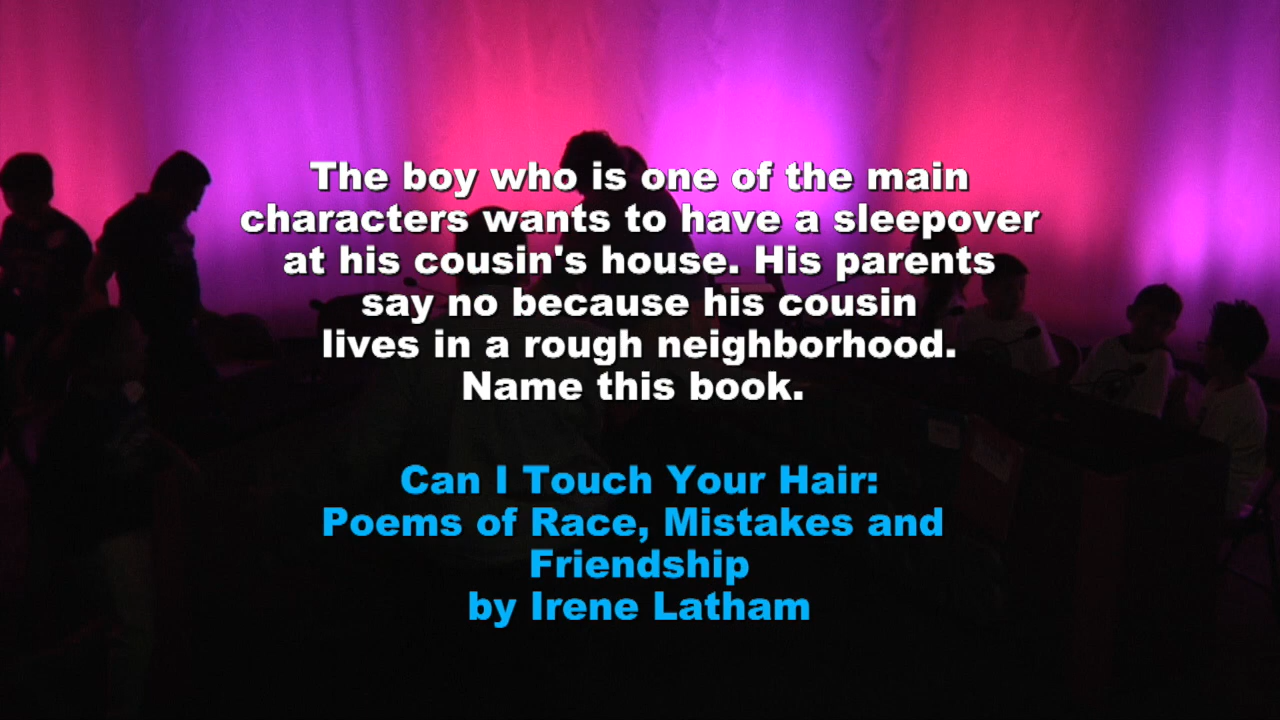 The boy who is one of the main
characters wants to have a sleepover
at his cousin's house. His parents
say no because his cousin
lives in a rough neighborhood.
Name this book.
Can I Touch Your Hair:
Poems of Race, Mistakes and
Friendship
by Irene Latham